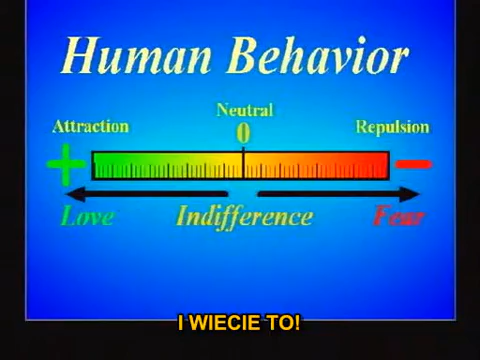 Human Behavior
Neutral
Attraction 0 Repulsion
+ −
Love Indifference Fear
I WIECIE TO!